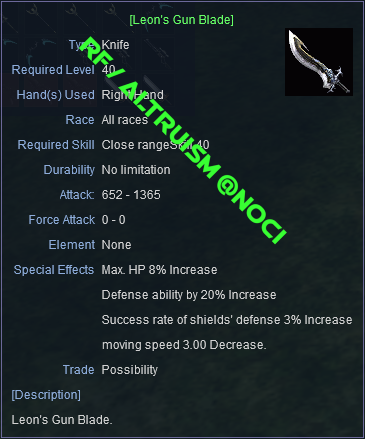 [Leon's Gun Blade]
Type Knife
Required Level 40
Hand(s) Used Right Hand
Race All races
Required Skill Close rangeSkill 40
Durability No limitation
Attack: 652 - 1365
Force Attack 0 - 0
Element None
Special Effects Max. HP 8% Increase
Defense ability by 20% Increase
Success rate of shields' defense 3% Increase
moving speed 3.00 Decrease.
Trade Possibility
[Description]
Leon's Gun Blade.
RF / ALTRUISM @NOCI